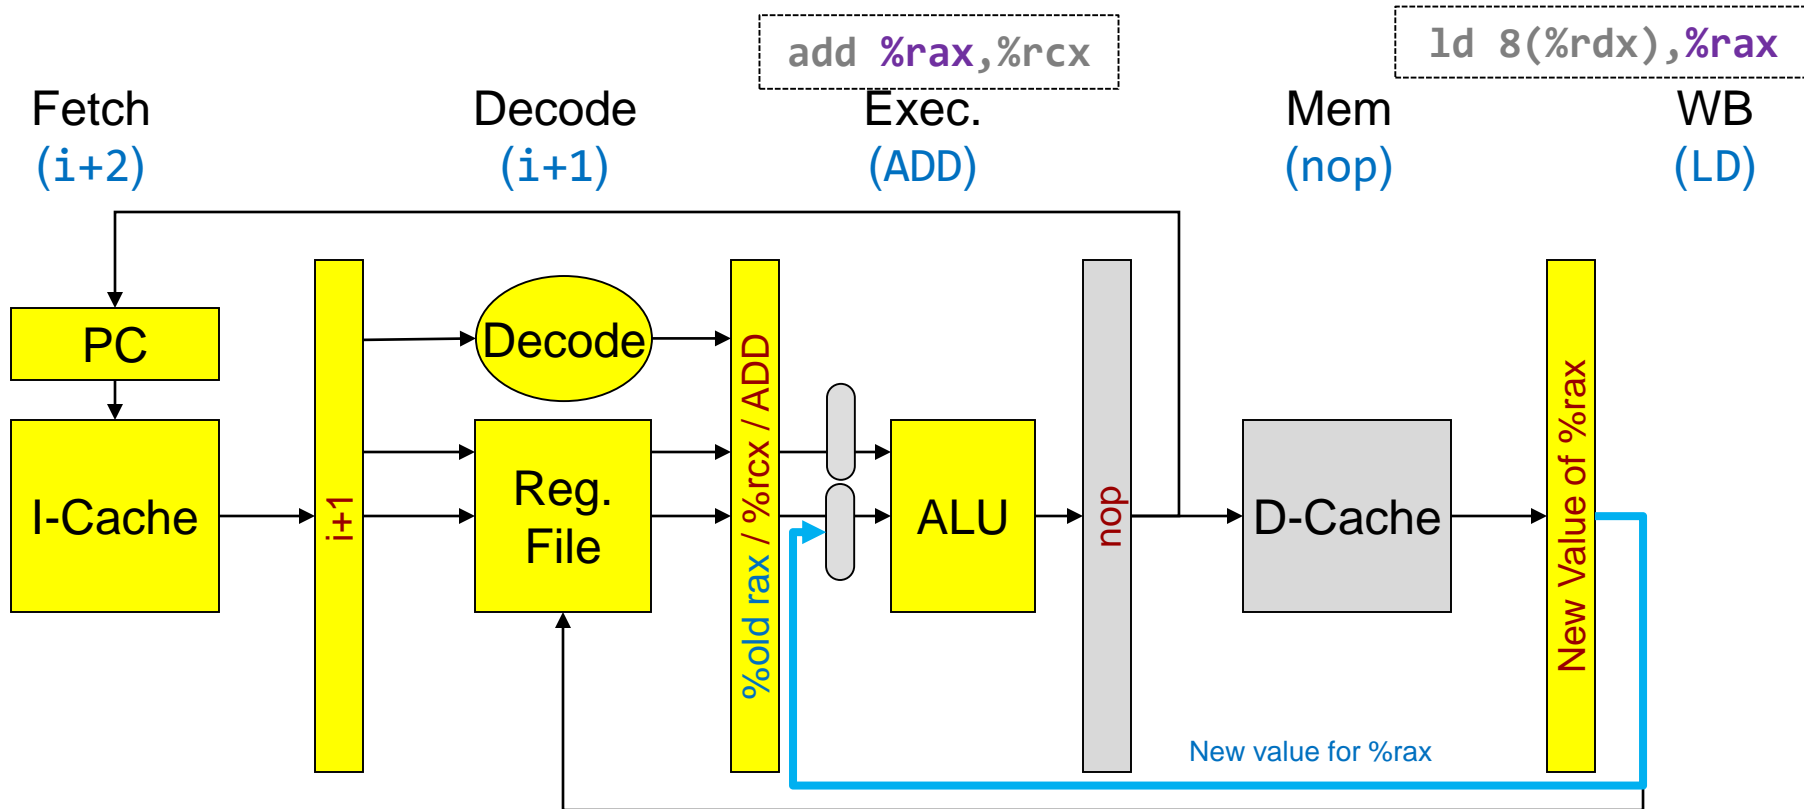 add %rax,%rcx
ld 8(%rdx),%rax
Fetch
(i+2)
Decode
(i+1)
Exec.
(ADD)
Mem
(nop)
WB
(LD)
PC
I-Cache
i+1
Decode
Reg.
File
%old rax / %rcx / ADD
ALU
nop
D-Cache
New Value of %rax
New value for %rax